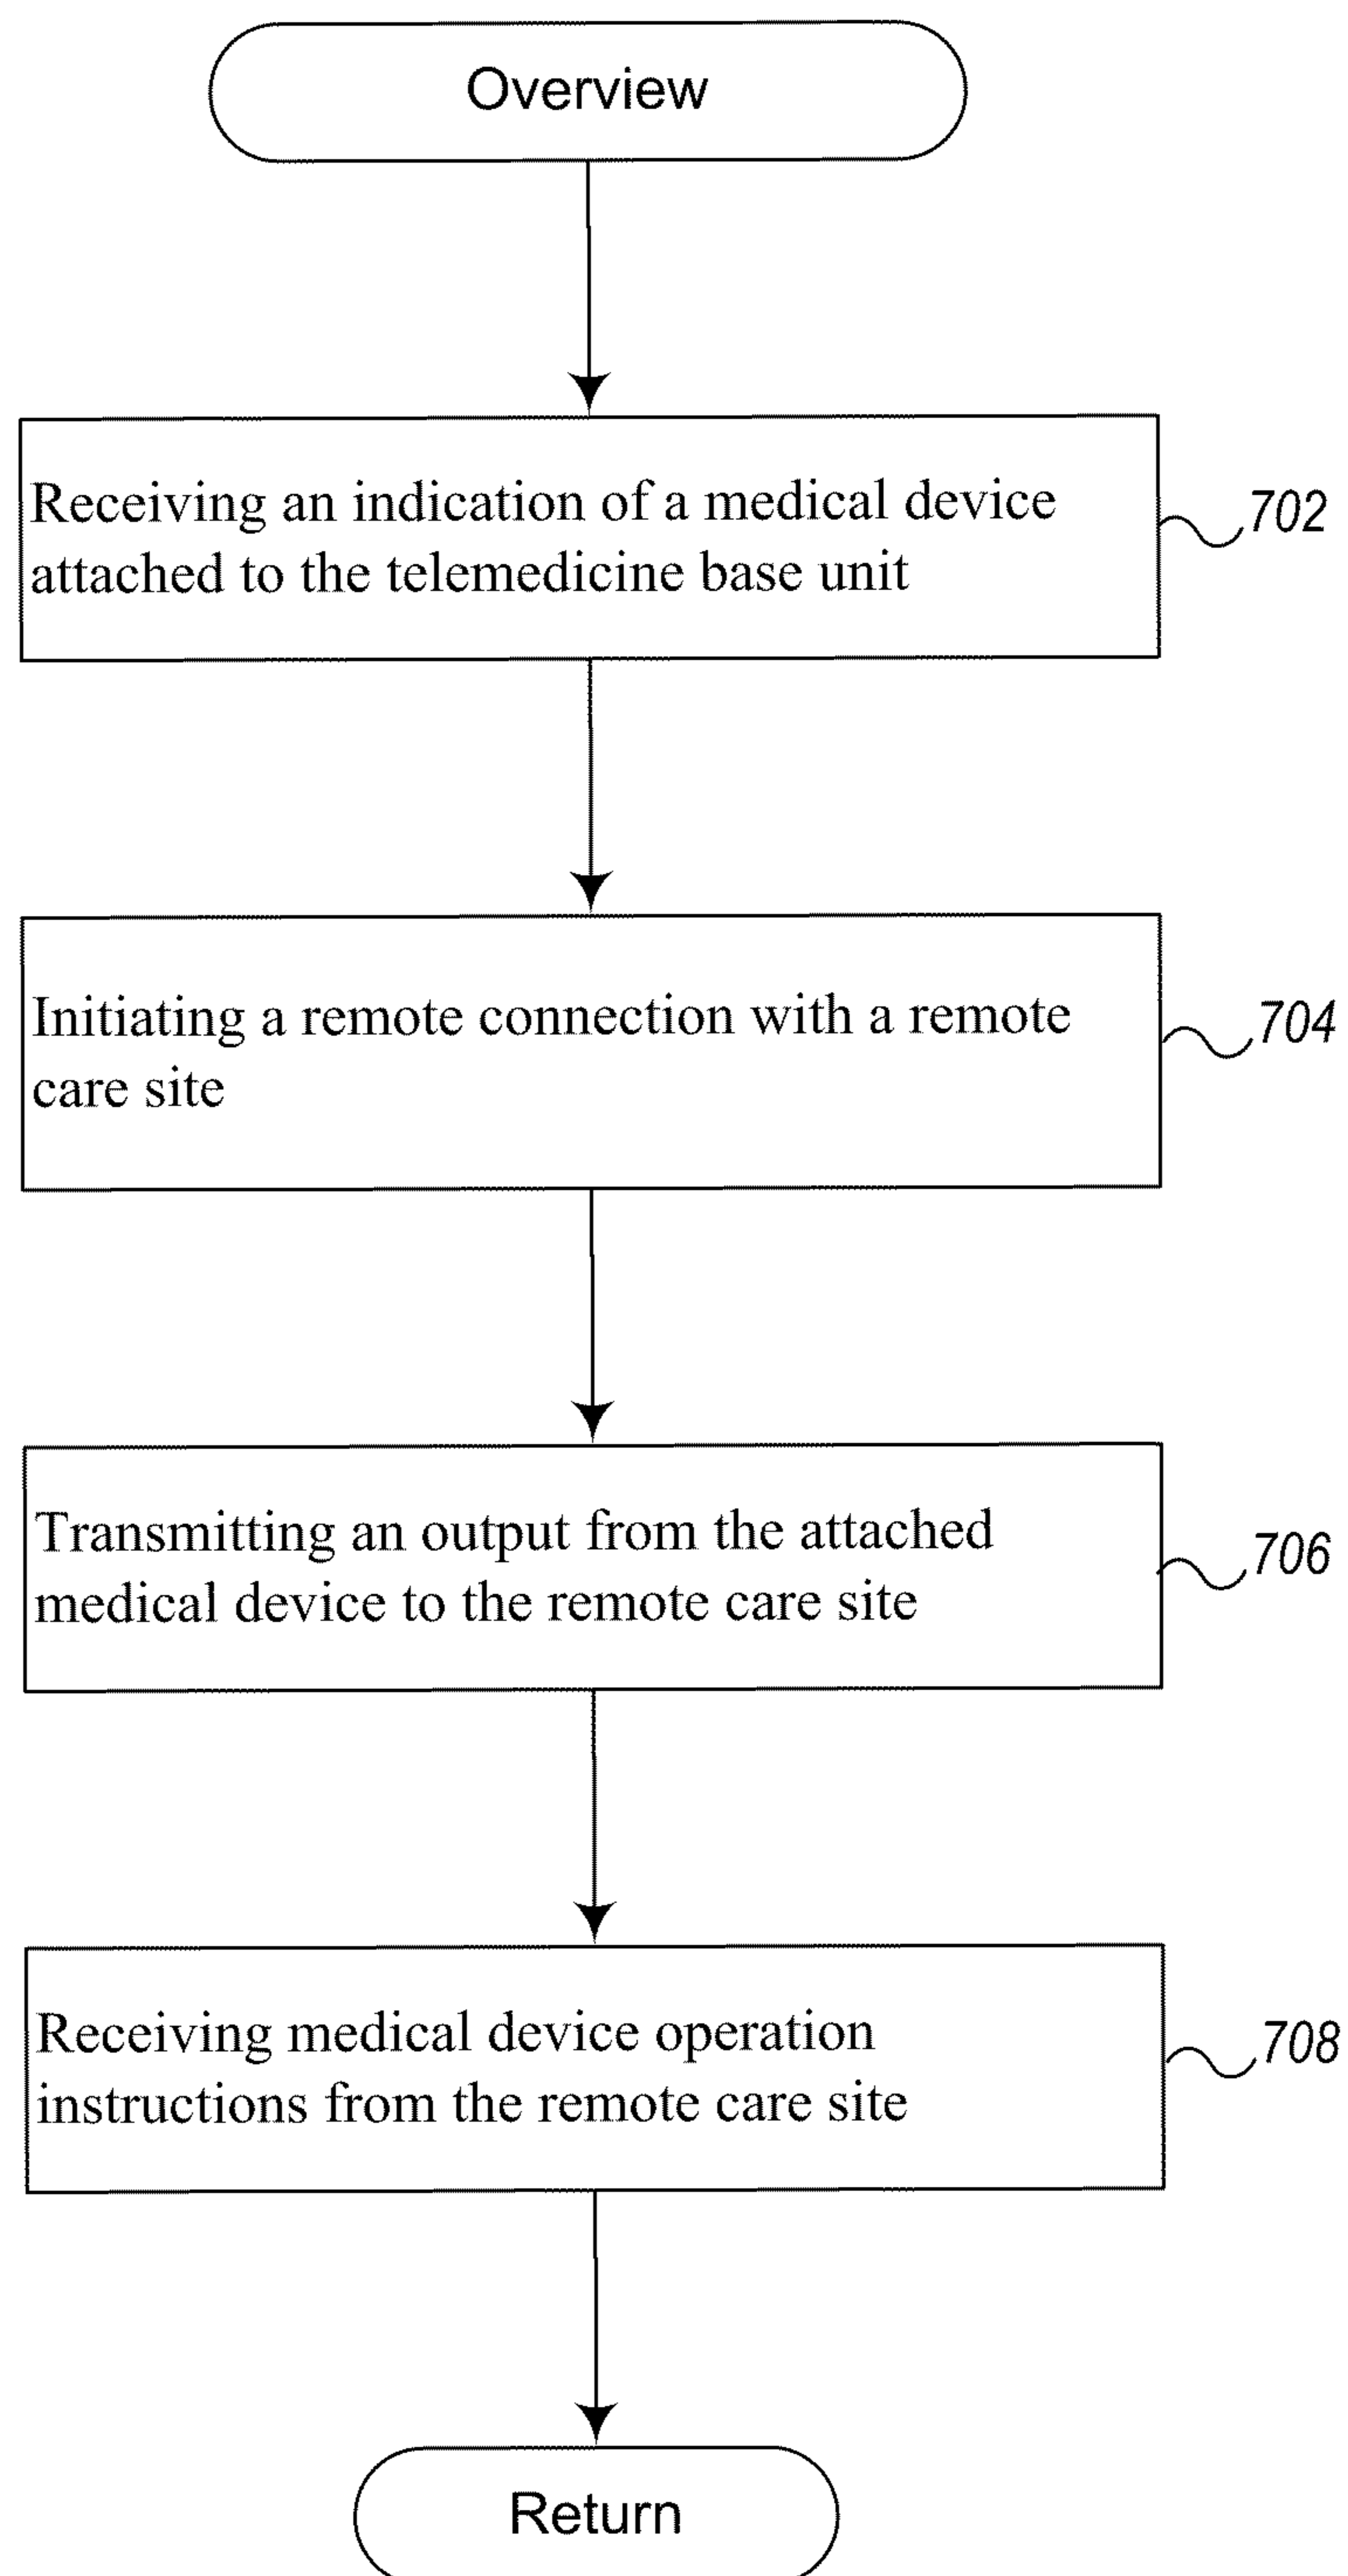 Overview
Receiving an indication of a medical device
attached to the telemedicine base unit
702
Initiating a remote connection with a remote
care site
704
Transmitting an output from the attached
medical device to the remote care site
706
Receiving medical device operation
instructions from the remote care site
708
Return